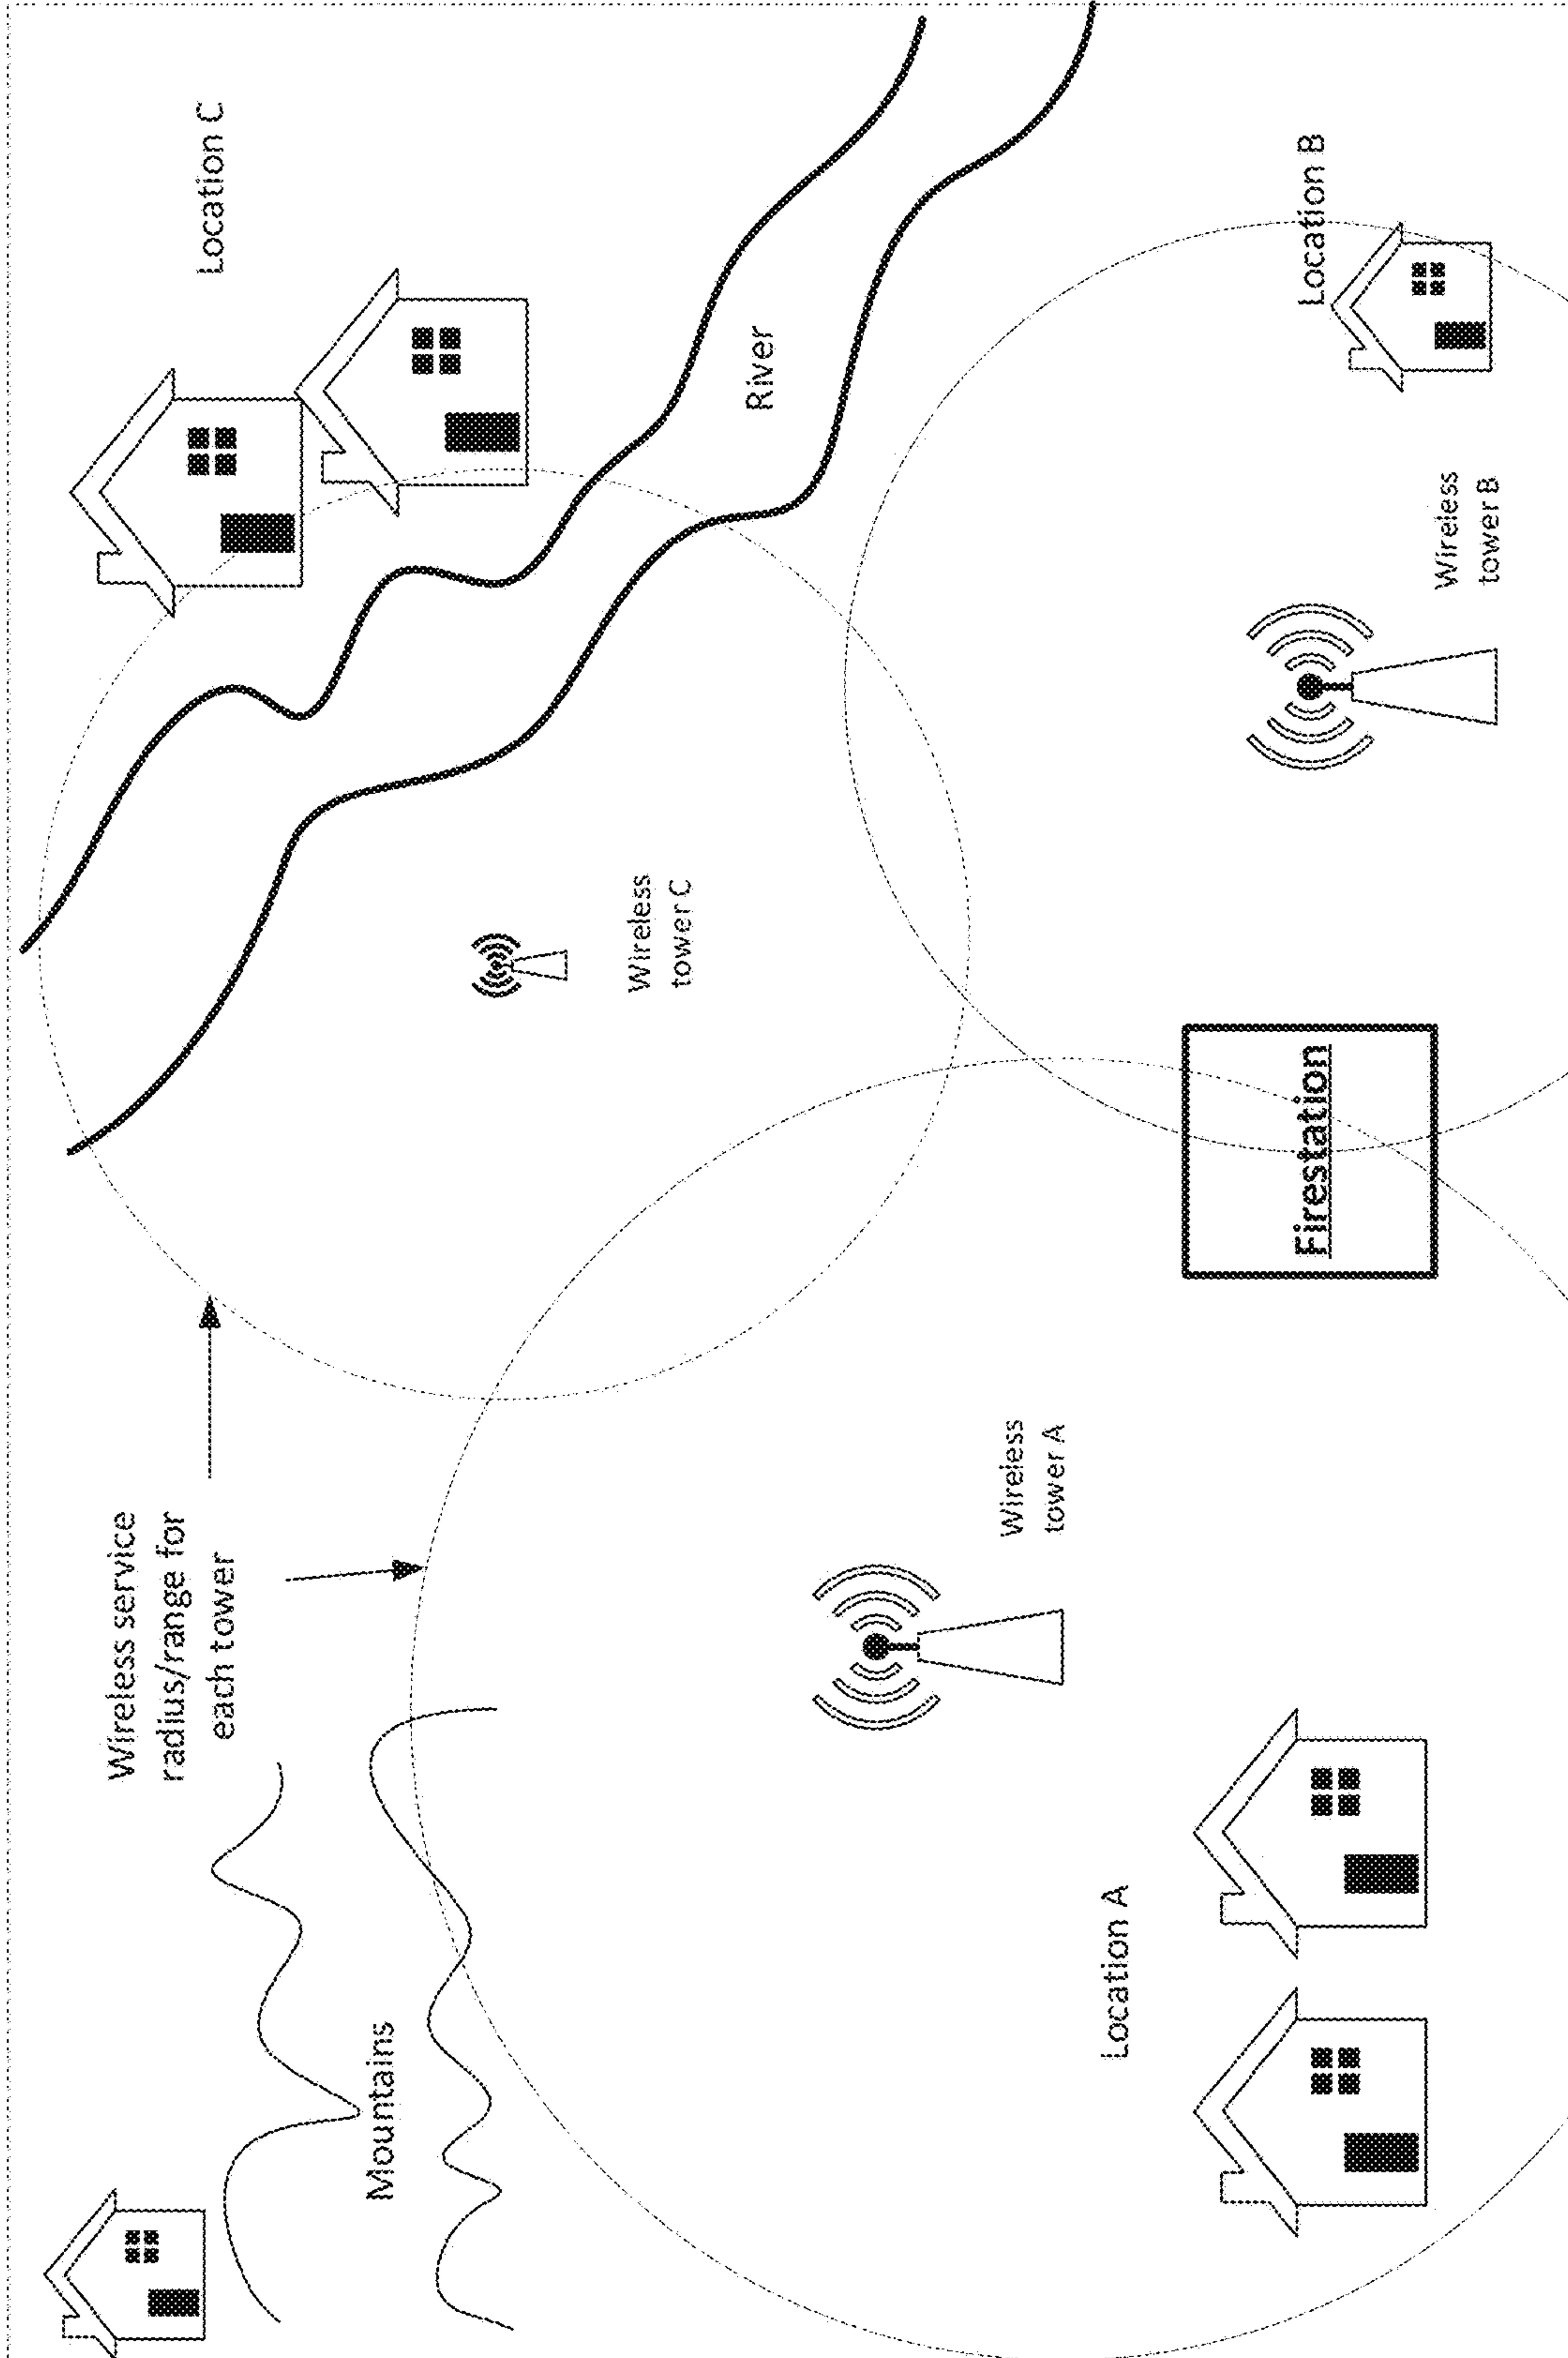 Wireless service
radius/range for
each tower
Location C
Mountains
River
Wireless
tower C
Wireless
tower A
Location A
Firestation
Location B
Wireless
tower B